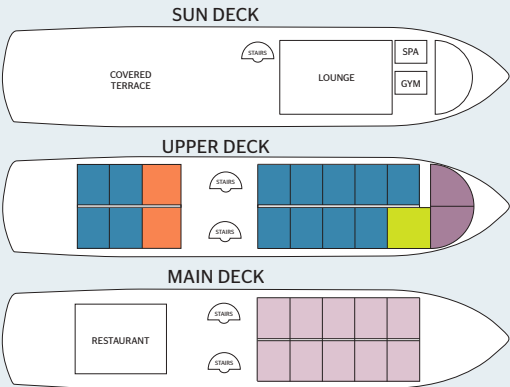 SUN DECK
STAIRS
COVERED
TERRACE
LOUNGE
SPA
GYM
UPPER DECK
STAIRS
STAIRS
MAIN DECK
STAIRS
RESTAURANT
STAIRS